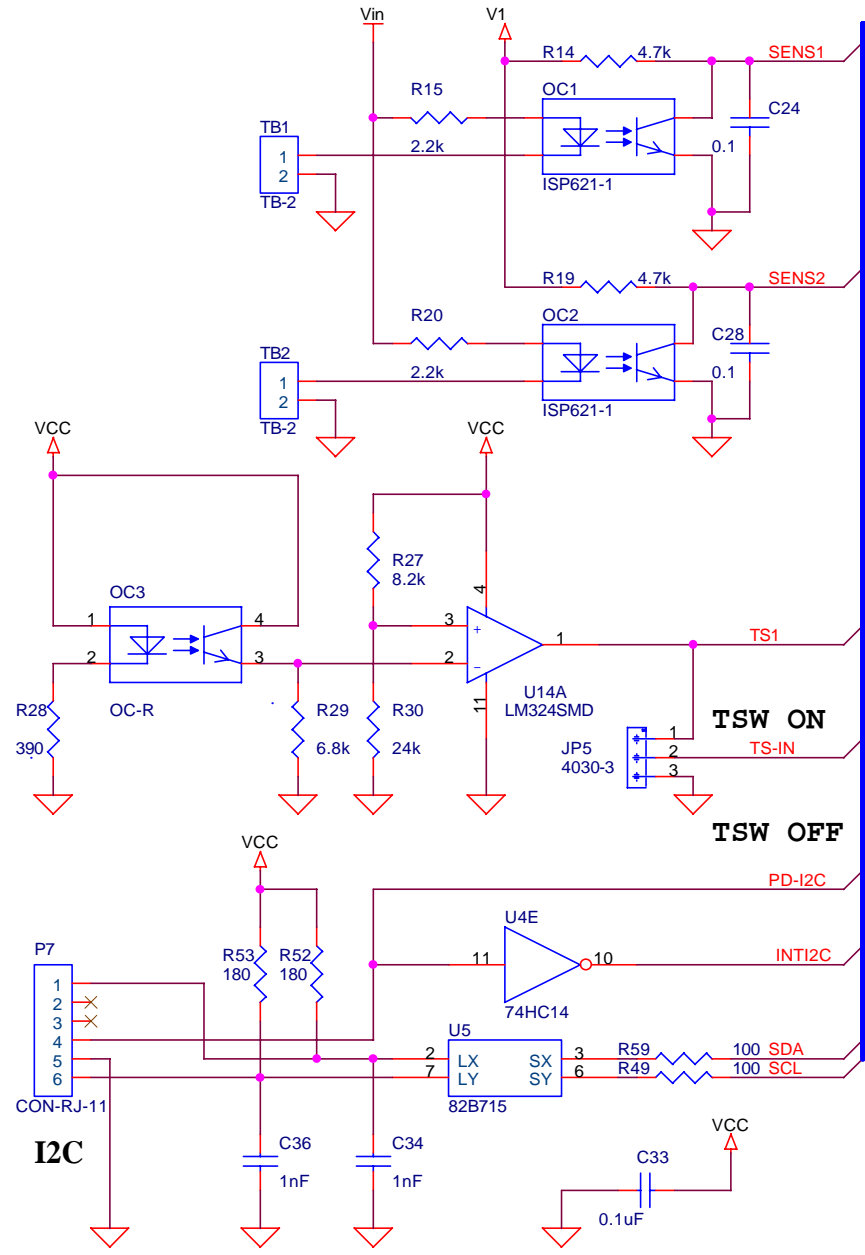 Vin
V1
R14
4.7k
SENS1
R15
OC1
C24
TB1
1
2
2.2k
0.1
TB-2
ISP621-1
R19
4.7k
SENS2
R20
OC2
C28
TB2
1
2
2.2k
0.1
TB-2
ISP621-1
VCC
VCC
R27
8.2k
OC3
1
4
2
3
OC-R
4
3
+
2
−
1
11
TS1
U14A
LM324SMD
R28
390
R29
6.8k
R30
24k
TSW ON
JP5
4030-3
1
2
3
TS-IN
TSW OFF
VCC
PD-I2C
U4E
R53
180
R52
180
11
10
INTI2C
74HC14
P7
1
2
3
4
5
6
CON-RJ-11
U5
2
LX
SX
3
R59
100
SDA
7
LY
SY
6
R49
100
SCL
82B715
I2C
C36
1nF
C34
1nF
VCC
C33
0.1uF